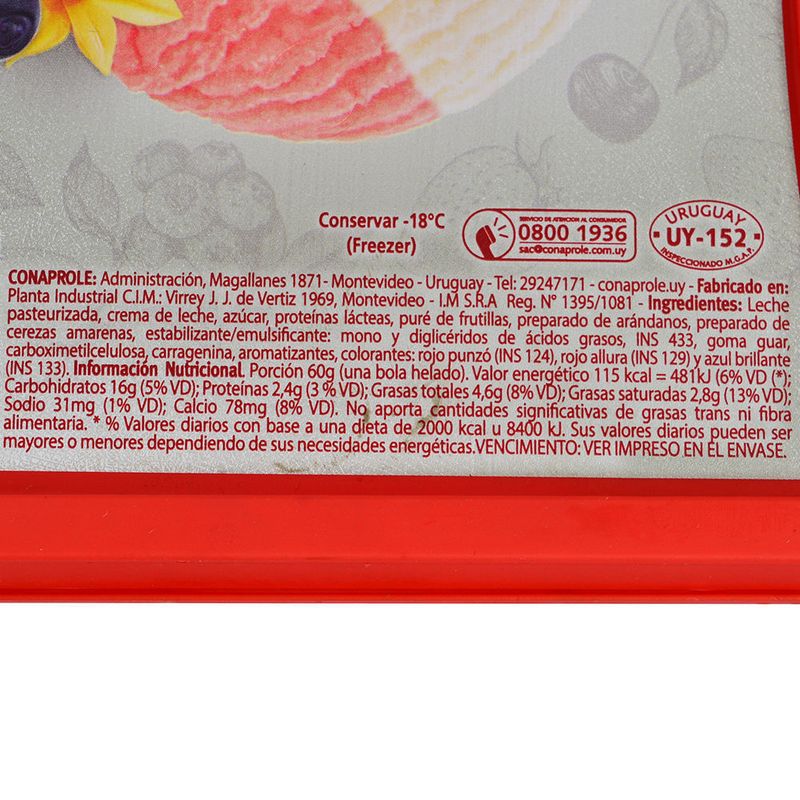 Conservar -18°C
(Freezer)
SERVICIO DE ATENCION AL CONSUMIDOR
0800 1936
sac@conaprole.com.uy
URUGUAY
UY-152
INSPECCIONADO M.G.A.P.
CONAPROLE: Administración, Magallanes 1871- Montevideo - Uruguay - Tel: 29247171 - conaprole.uy - Fabricado en:
Planta Industrial C.I.M.: Virrey J. J. de Vertiz 1969, Montevideo - I.M S.R.A Reg. N° 1395/1081 - Ingredientes: Leche
pasteurizada, crema de leche, azúcar, proteínas lácteas, puré de frutillas, preparado de arándanos, preparado de
cerezas amarenas, estabilizante/emulsificante: mono y diglicéridos de ácidos grasos, INS 433, goma guar,
carboximetilcelulosa, carragenina, aromatizantes, colorantes: rojo punzó (INS 124), rojo allura (INS 129) y azul brillante
(INS 133). Información Nutricional. Porción 60g (una bola helado). Valor energético 115 kcal = 481kJ (6% VD (*);
Carbohidratos 16g (5% VD); Proteínas 2,4g (3 % VD); Grasas totales 4,6g (8% VD); Grasas saturadas 2,8g (13% VD);
Sodio 31mg (1% VD); Calcio 78mg (8% VD). No aporta cantidades significativas de grasas trans ni fibra
alimentaria. * % Valores diarios con base a una dieta de 2000 kcal u 8400 kJ. Sus valores diarios pueden ser
mayores o menores dependiendo de sus necesidades energéticas.VENCIMIENTO: VER IMPRESO EN EL ENVASE.